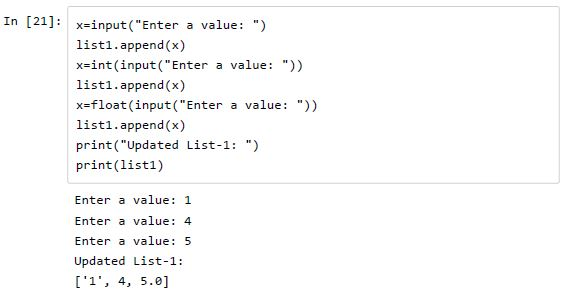 In [21]:
x=input("Enter a value: ")
list1.append(x)
x=int(input("Enter a value: "))
list1.append(x)
x=float(input("Enter a value: "))
list1.append(x)
print("Updated List-1: ")
print(list1)
Enter a value: 1
Enter a value: 4
Enter a value: 5
Updated List-1:
['1', 4, 5.0]